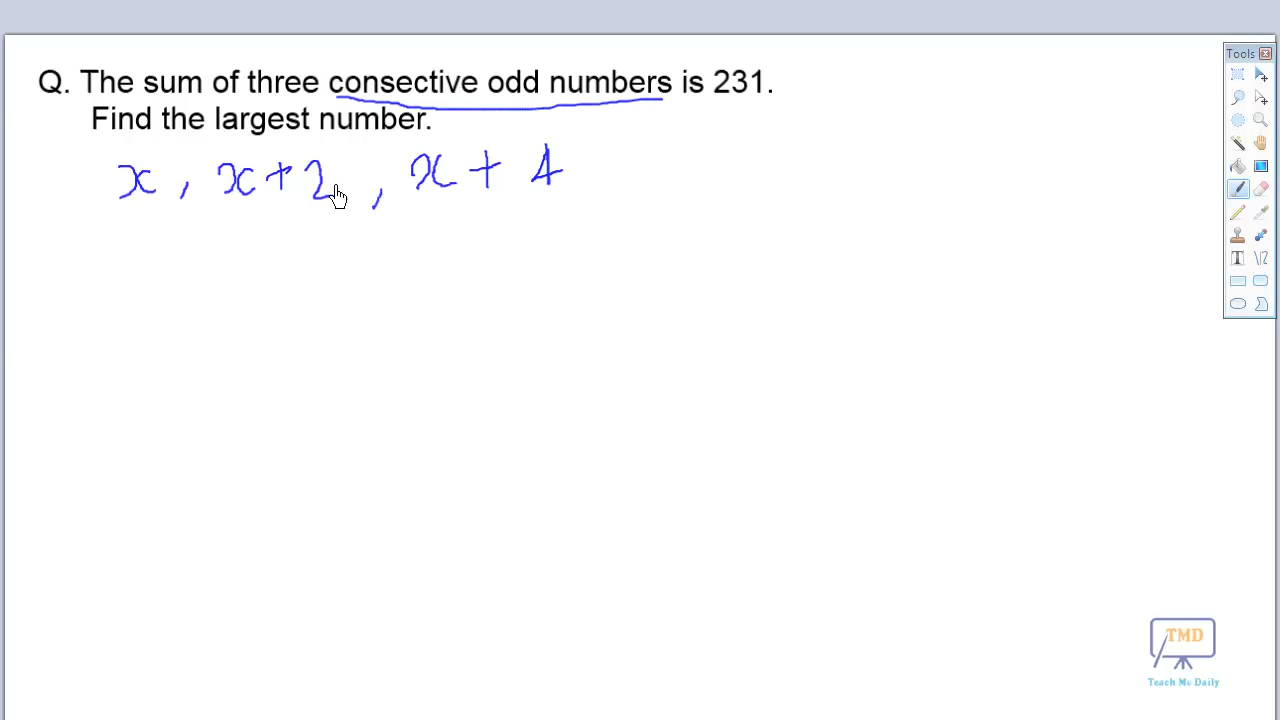 Q. The sum of three consective odd numbers is 231.
Find the largest number.
x , x + 2 , x + 4
Tools
TMD
Teach Me Daily